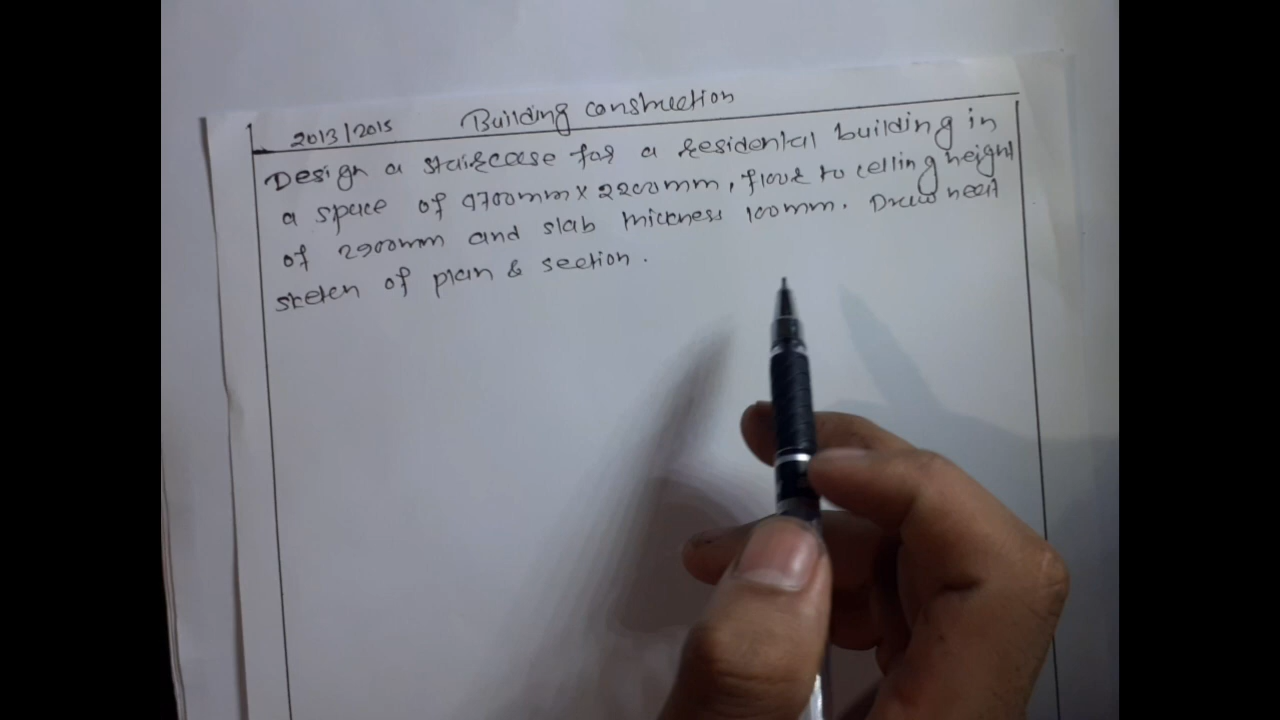 Building construction
2013/2015
Design a staircase for a residental building in
a space of 4700mm x 2200mm, floor to ceiling height
of 2900mm and slab thickness 100mm. Draw neat
sketch of plan & section.